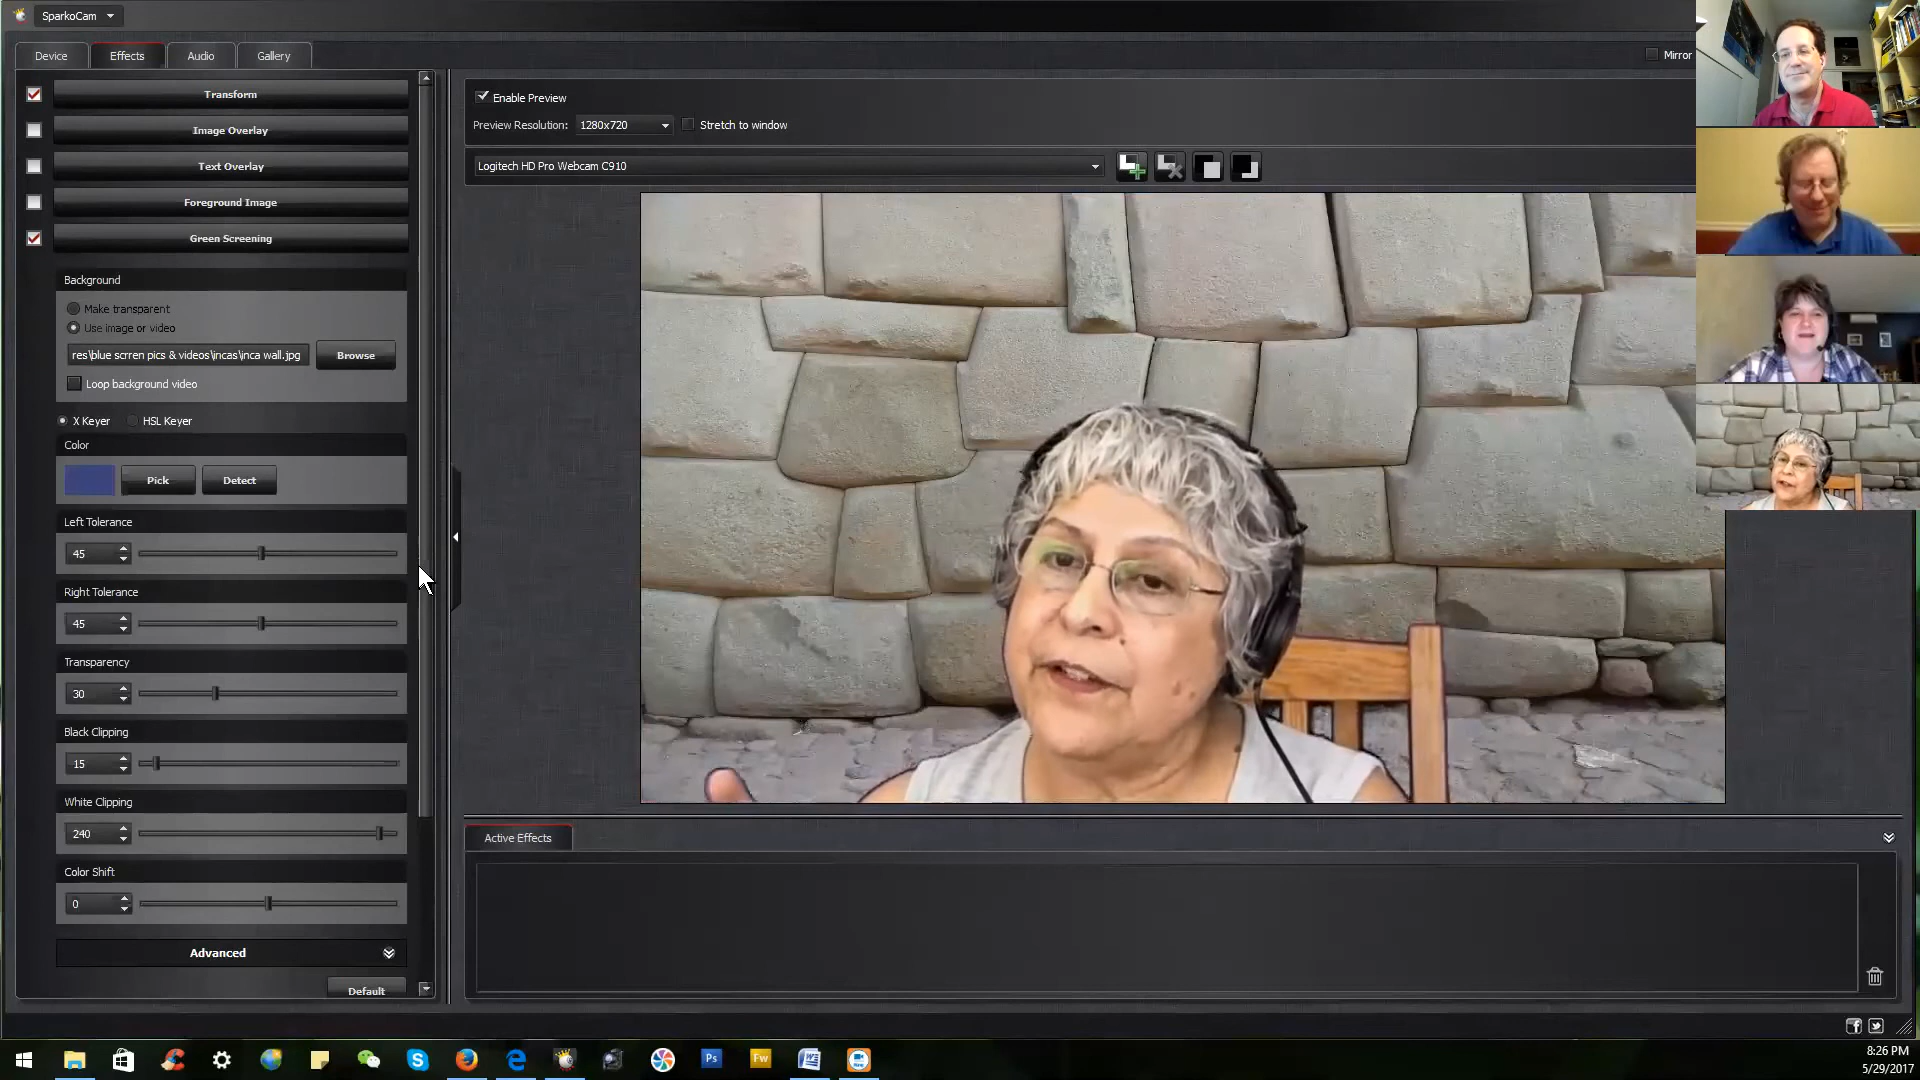 SparkoCam
Device
Effects
Audio
Gallery
Mirror
Transform
Image Overlay
Text Overlay
Foreground Image
Green Screening
Background
Make transparent
Use image or video
res\blue scrren pics & videos\incas\inca wall.jpg
Browse
Loop background video
X Keyer
HSL Keyer
Color
Pick
Detect
Left Tolerance
45
Right Tolerance
45
Transparency
30
Black Clipping
15
White Clipping
240
Color Shift
0
Advanced
Default
Enable Preview
Preview Resolution: 1280x720
Stretch to window
Logitech HD Pro Webcam C910
Active Effects
Ps
Fw
8:26 PM
5/29/2017